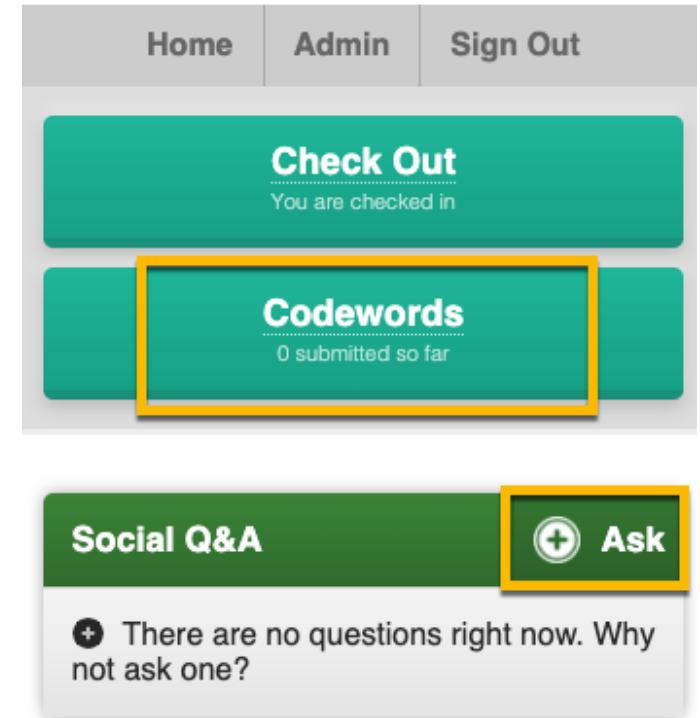 Home Admin Sign Out
Check Out
You are checked in
Codewords
0 submitted so far
Social Q&A Ask
There are no questions right now. Why
not ask one?